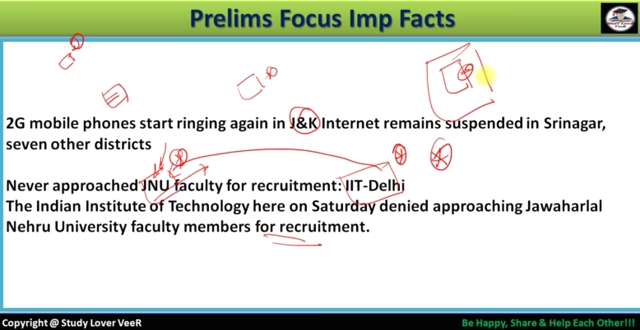 Prelims Focus Imp Facts
2G mobile phones start ringing again in J&K Internet remains suspended in Srinagar,
seven other districts
Never approached JNU faculty for recruitment: IIT-Delhi
The Indian Institute of Technology here on Saturday denied approaching Jawaharlal
Nehru University faculty members for recruitment.
Copyright @ Study Lover VeeR
Be Happy, Share & Help Each Other!!!